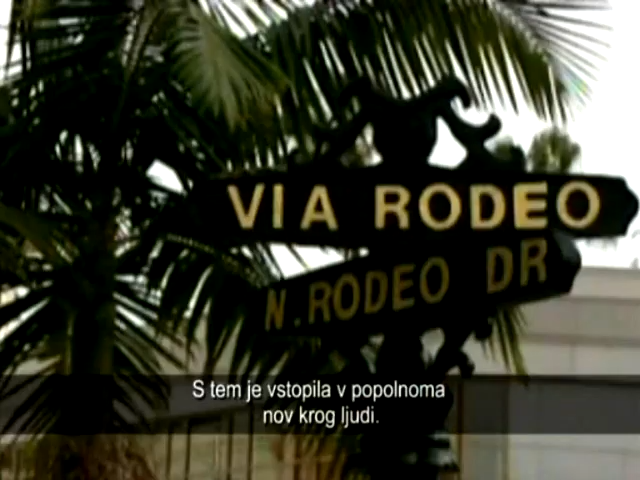 VIA RODEO
N. RODEO DR
S tem je vstopila v popolnoma
nov krog ljudi.